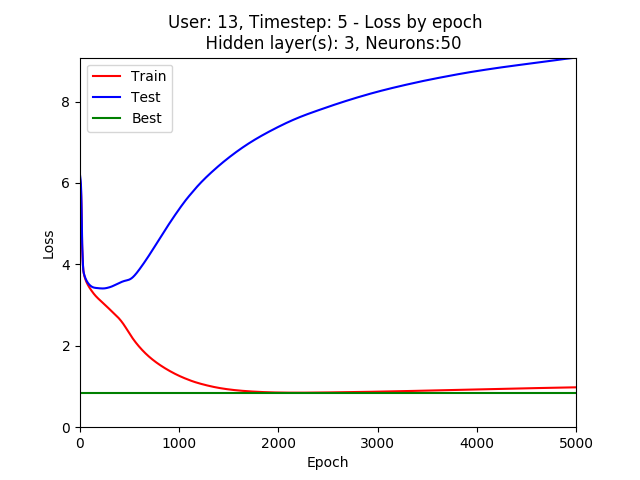 User: 13, Timestep: 5 - Loss by epoch
Hidden layer(s): 3, Neurons:50
Train
Test
Best
8
6
4
2
0
Loss
0 1000 2000 3000 4000 5000
Epoch